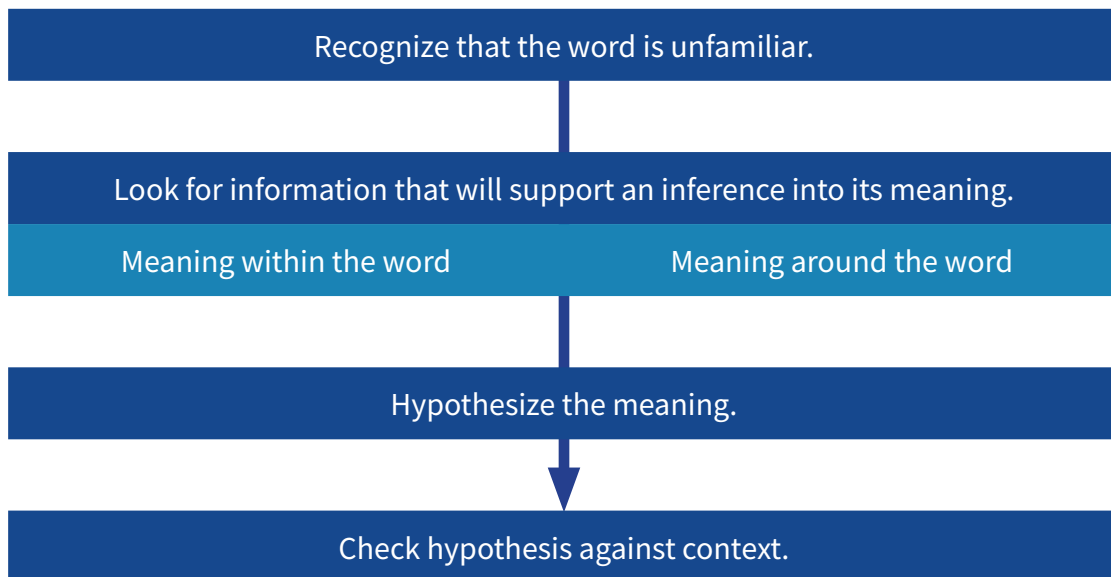 Recognize that the word is unfamiliar.
Look for information that will support an inference into its meaning.
Meaning within the word
Meaning around the word
Hypothesize the meaning.
Check hypothesis against context.